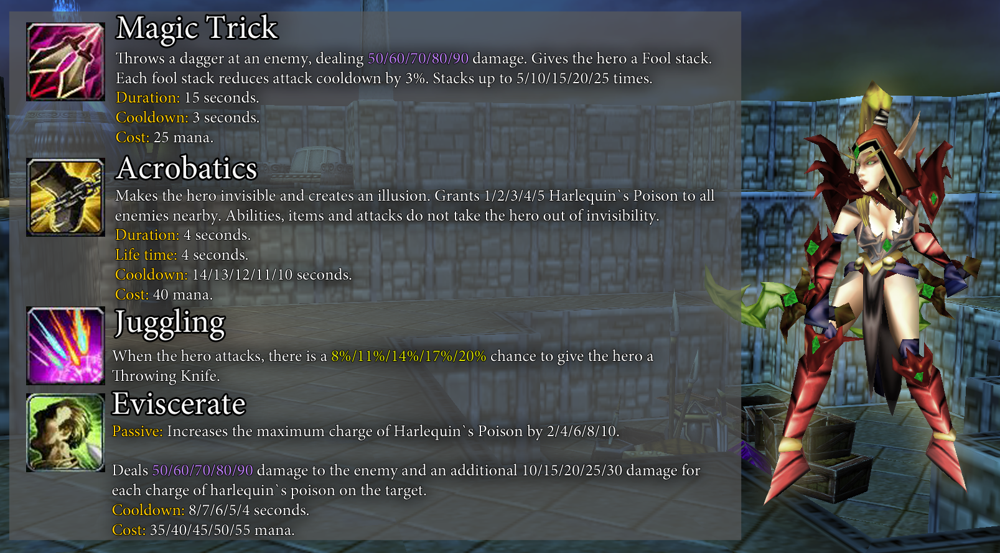 Magic Trick
Throws a dagger at an enemy, dealing 50/60/70/80/90 damage. Gives the hero a Fool stack.
Each fool stack reduces attack cooldown by 3%. Stacks up to 5/10/15/20/25 times.
Duration: 15 seconds.
Cooldown: 3 seconds.
Cost: 25 mana.
Acrobatics
Makes the hero invisible and creates an illusion. Grants 1/2/3/4/5 Harlequin`s Poison to all
enemies nearby. Abilities, items and attacks do not take the hero out of invisibility.
Duration: 4 seconds.
Life time: 4 seconds.
Cooldown: 14/13/12/11/10 seconds.
Cost: 40 mana.
Juggling
When the hero attacks, there is a 8%/11%/14%/17%/20% chance to give the hero a
Throwing Knife.
Eviscerate
Passive: Increases the maximum charge of Harlequin`s Poison by 2/4/6/8/10.
Deals 50/60/70/80/90 damage to the enemy and an additional 10/15/20/25/30 damage for
each charge of harlequin`s poison on the target.
Cooldown: 8/7/6/5/4 seconds.
Cost: 35/40/45/50/55 mana.